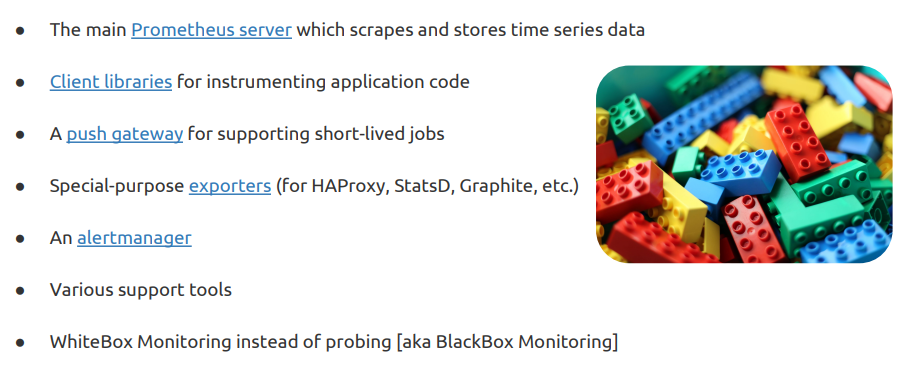 ● The main Prometheus server which scrapes and stores time series data
● Client libraries for instrumenting application code
● A push gateway for supporting short-lived jobs
● Special-purpose exporters (for HAProxy, StatsD, Graphite, etc.)
● An alertmanager
● Various support tools
● WhiteBox Monitoring instead of probing [aka BlackBox Monitoring]